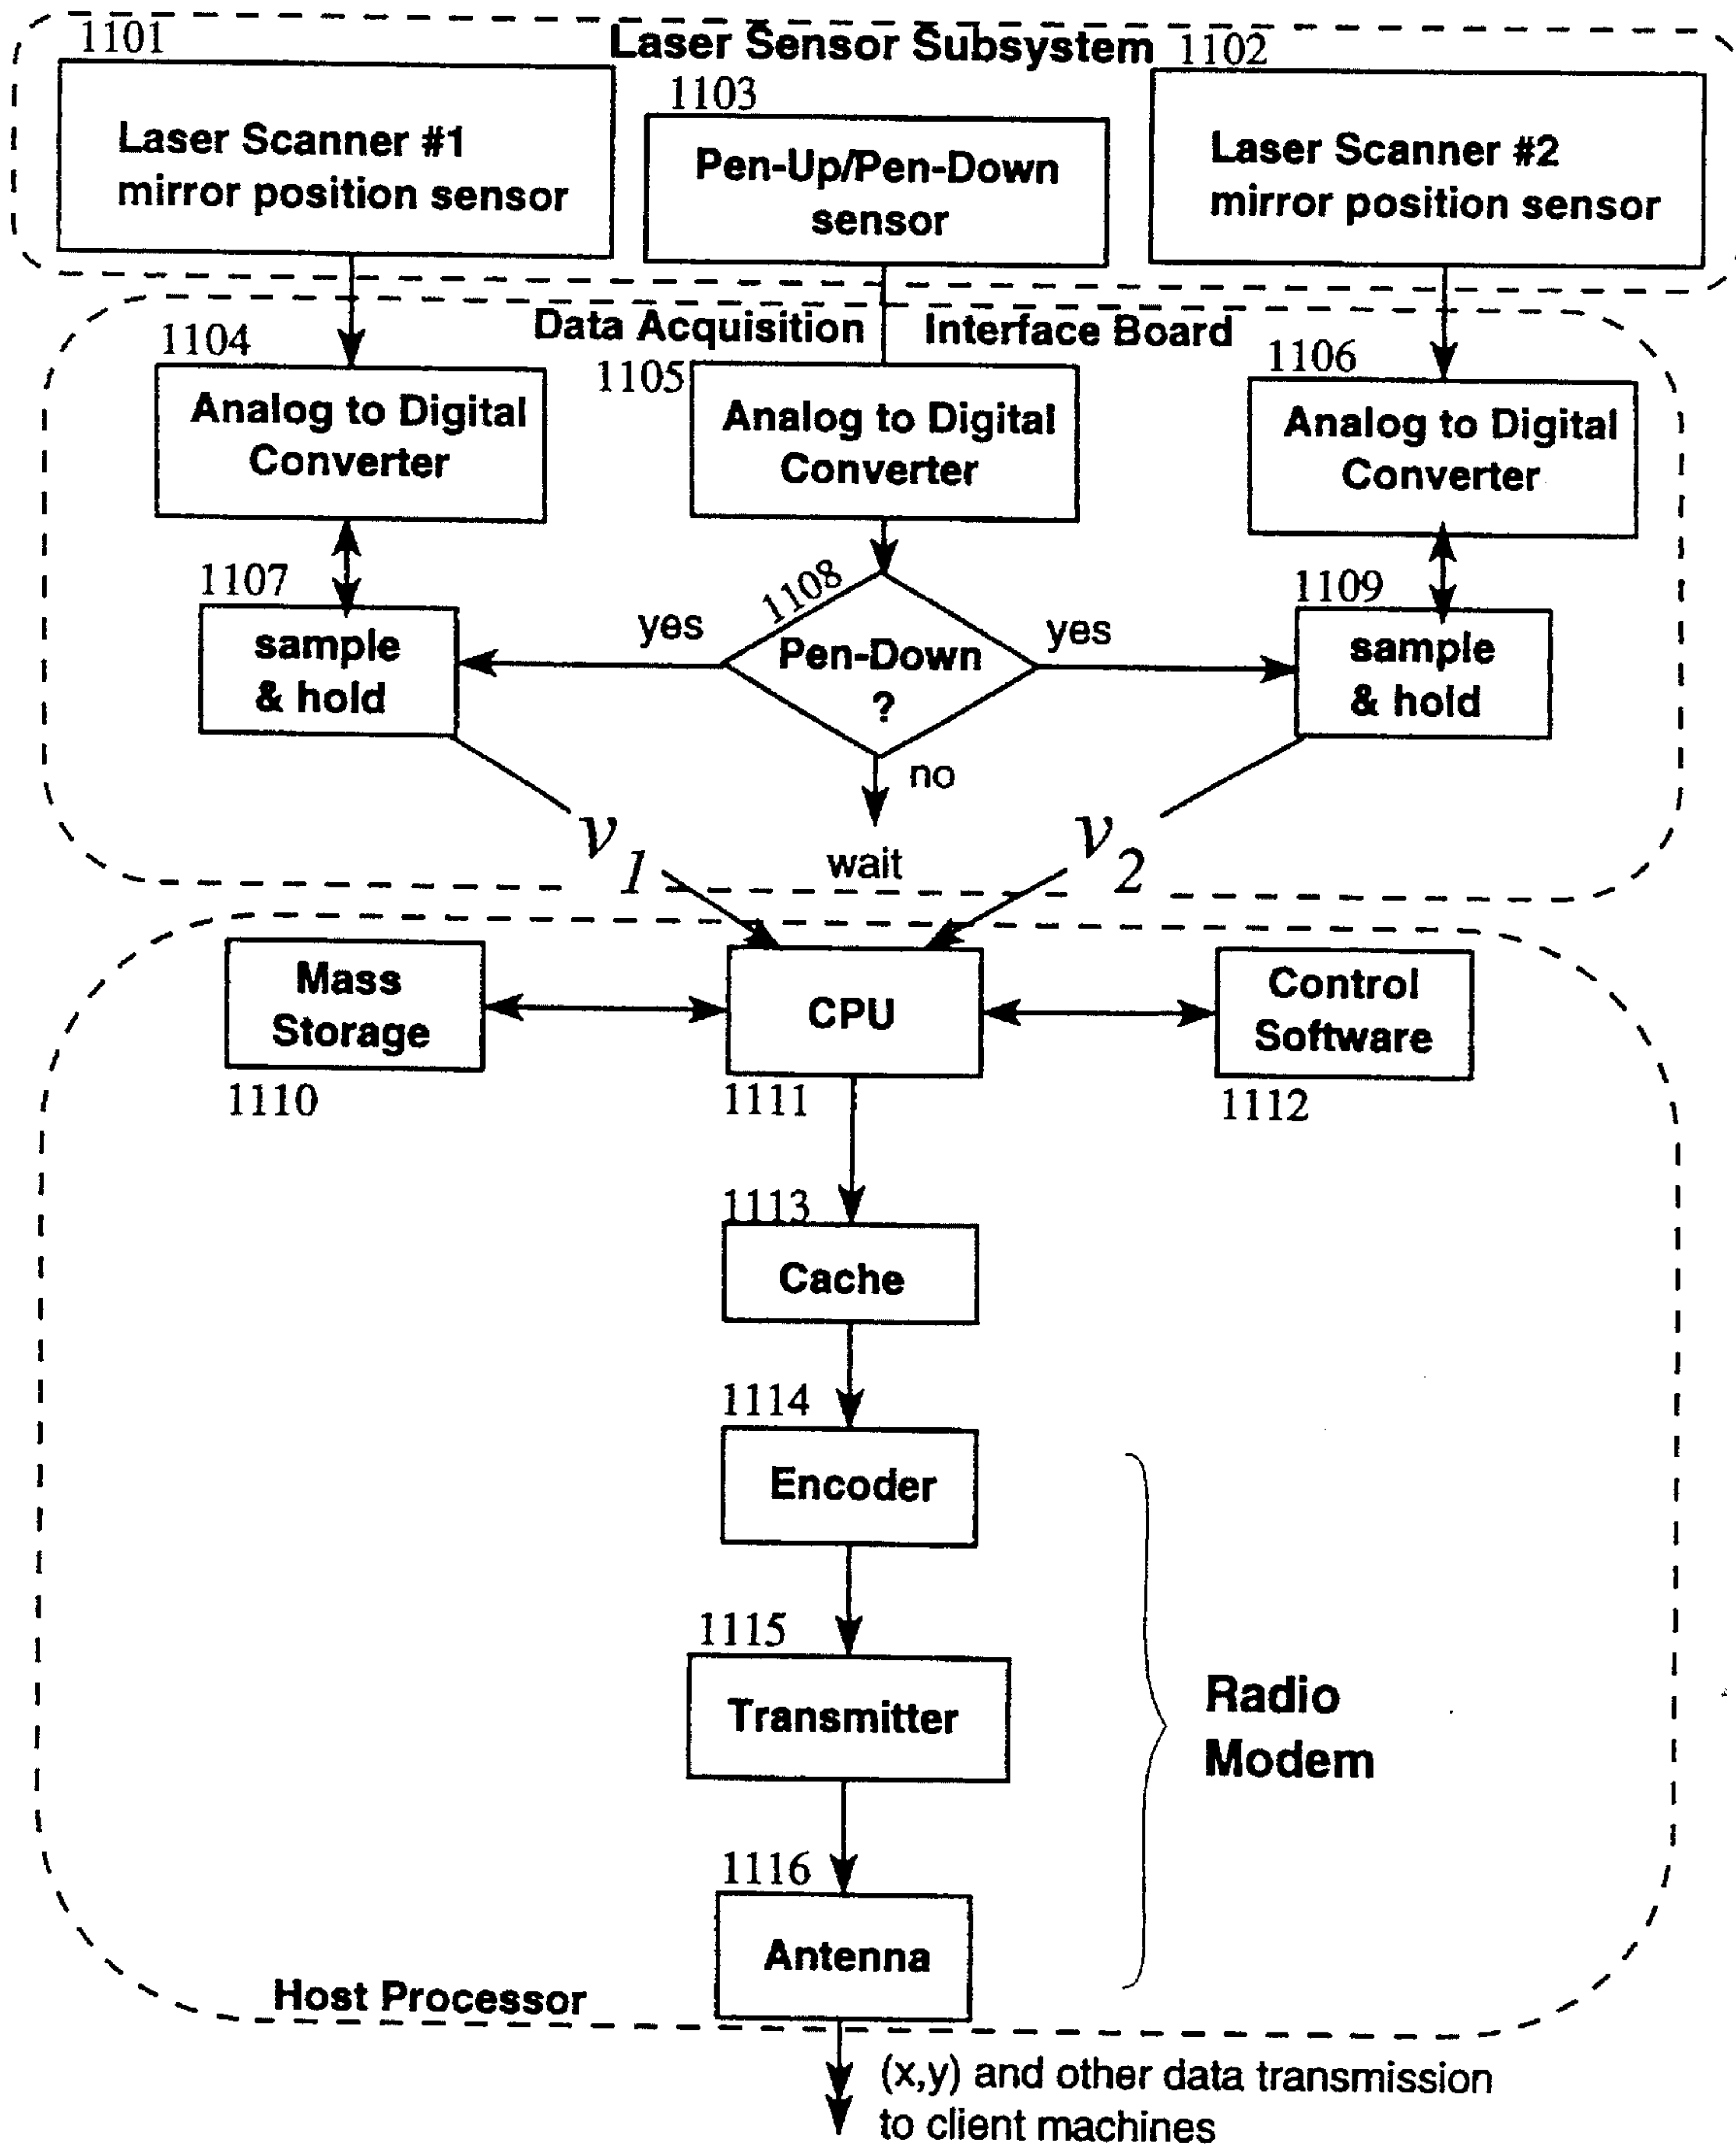 Laser Sensor Subsystem
1101
Laser Scanner #1
mirror position sensor
1103
Pen-Up/Pen-Down
sensor
1102
Laser Scanner #2
mirror position sensor
Data Acquisition Interface Board
1104
Analog to Digital
Converter
1105
Analog to Digital
Converter
1106
Analog to Digital
Converter
1107
sample
& hold
yes
1108
Pen-Down
?
yes
1109
sample
& hold
no
wait
v1
v2
Mass
Storage
1110
CPU
1111
Control
Software
1112
1113
Cache
1114
Encoder
1115
Transmitter
Radio
Modem
1116
Antenna
Host Processor
(x,y) and other data transmission
to client machines